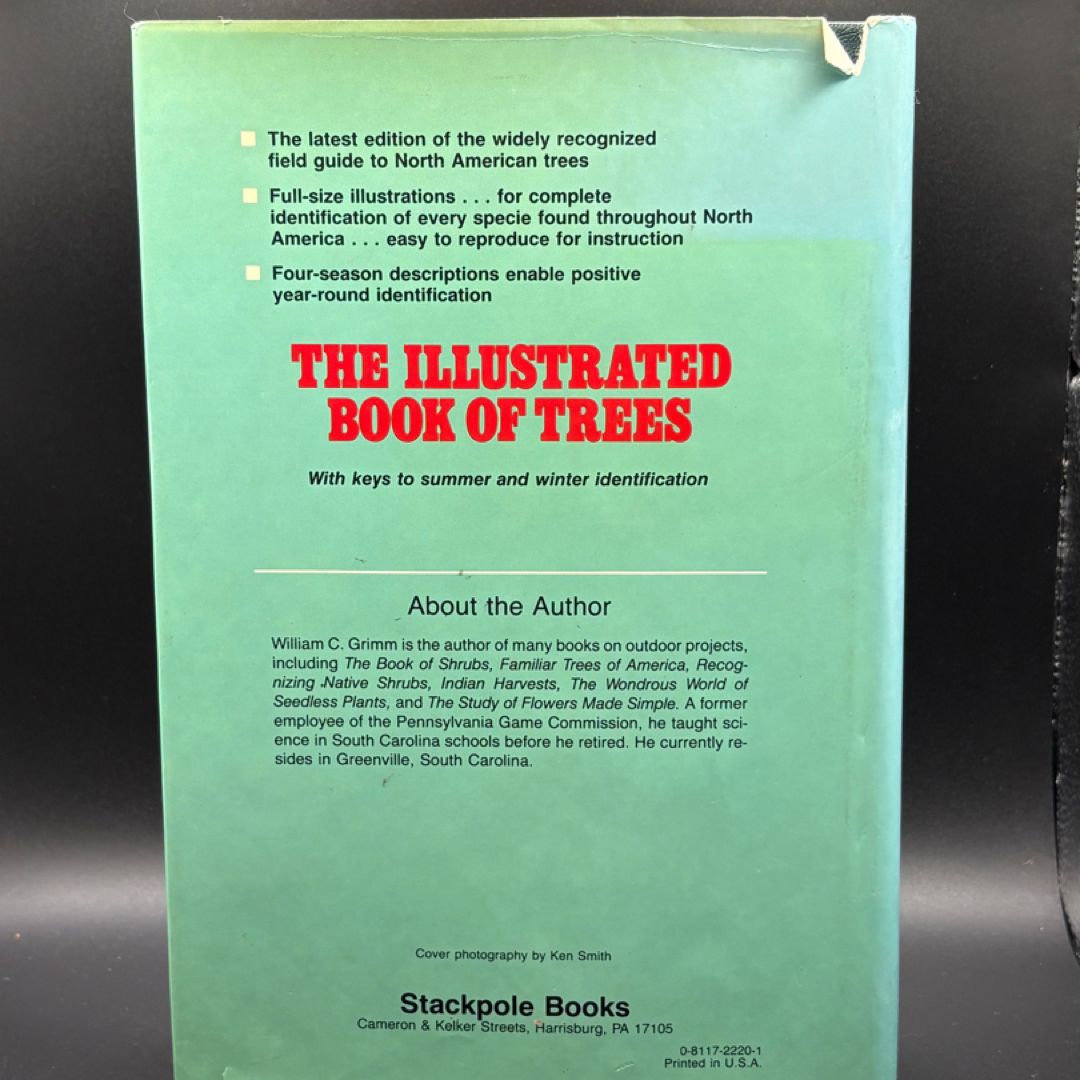 The latest edition of the widely recognized
field guide to North American trees
Full-size illustrations . . . for complete
identification of every specie found throughout North
America . . . easy to reproduce for instruction
Four-season descriptions enable positive
year-round identification
THE ILLUSTRATED
BOOK OF TREES
With keys to summer and winter identification
About the Author
William C. Grimm is the author of many books on outdoor projects,
including The Book of Shrubs, Familiar Trees of America, Recog-
nizing Native Shrubs, Indian Harvests, The Wondrous World of
Seedless Plants, and The Study of Flowers Made Simple. A former
employee of the Pennsylvania Game Commission, he taught sci-
ence in South Carolina schools before he retired. He currently re-
sides in Greenville, South Carolina.
Cover photography by Ken Smith
Stackpole Books
Cameron & Kelker Streets, Harrisburg, PA 17105
0-8117-2220-1
Printed in U.S.A.